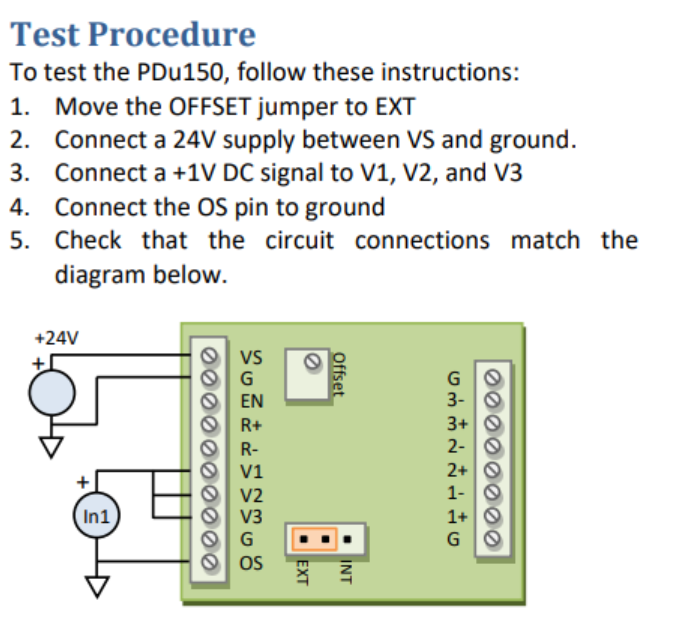 Test Procedure
To test the PDu150, follow these instructions:
1. Move the OFFSET jumper to EXT
2. Connect a 24V supply between VS and ground.
3. Connect a +1V DC signal to V1, V2, and V3
4. Connect the OS pin to ground
5. Check that the circuit connections match the
diagram below.
+24V
+
+
In1
VS
G
EN
R+
R-
V1
V2
V3
G
OS
Offset
EXT
INT
G
3-
3+
2-
2+
1-
1+
G